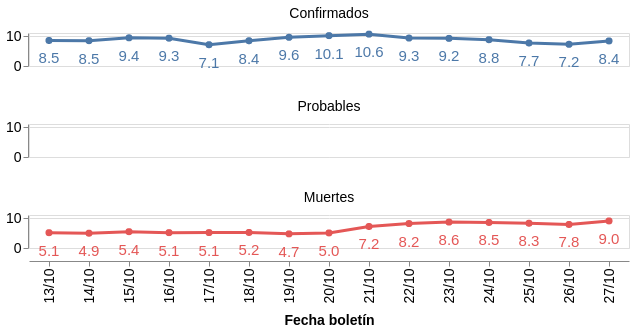 Confirmados
10
0
8.5 8.5 9.4 9.3 7.1 8.4 9.6 10.1 10.6 9.3 9.2 8.8 7.7 7.2 8.4
Probables
10
0
Muertes
10
0
5.1 4.9 5.4 5.1 5.1 5.2 4.7 5.0 7.2 8.2 8.6 8.5 8.3 7.8 9.0
13/10 14/10 15/10 16/10 17/10 18/10 19/10 20/10 21/10 22/10 23/10 24/10 25/10 26/10 27/10
Fecha boletín